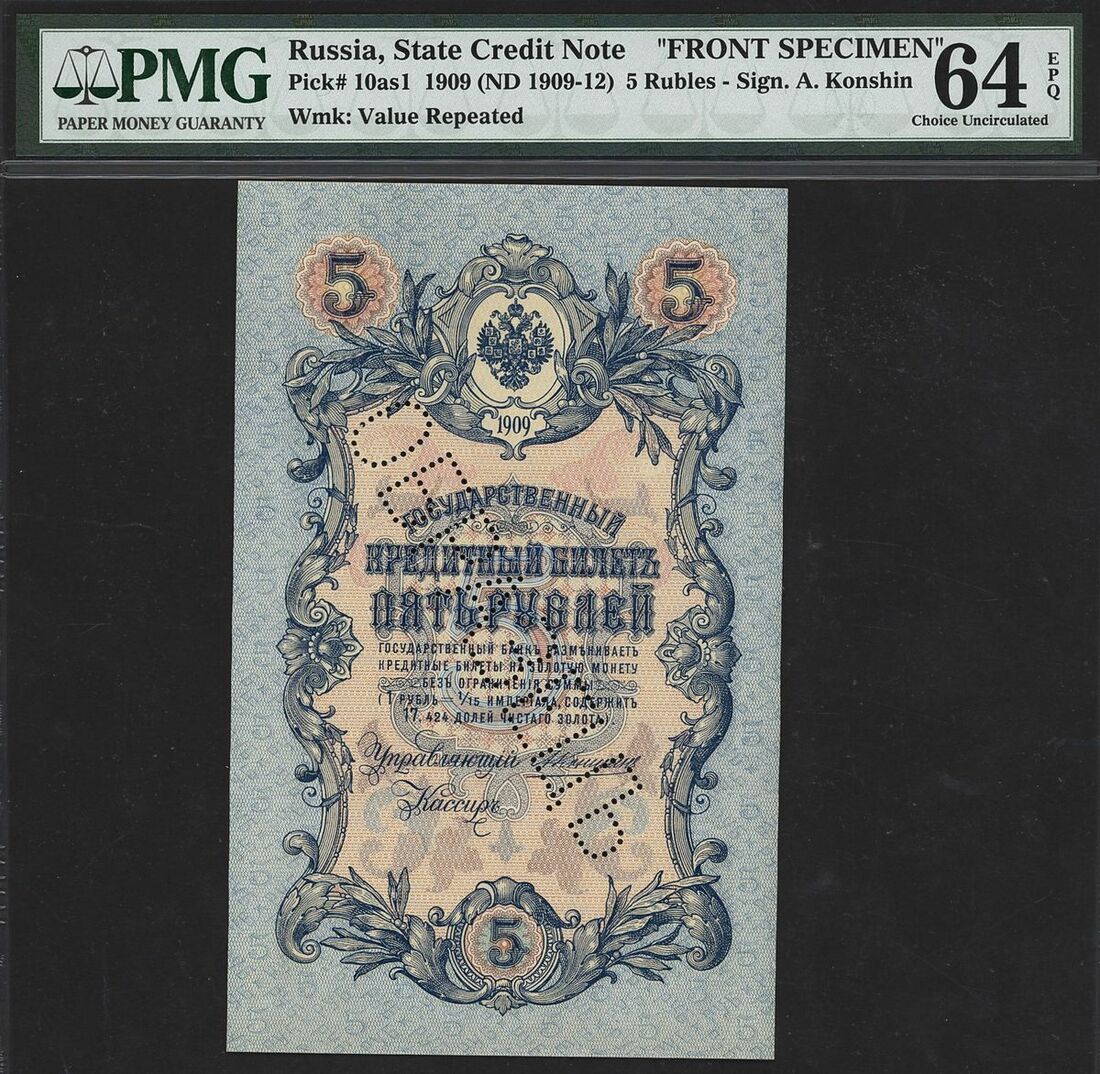 PMG
PAPER MONEY GUARANTY
Russia, State Credit Note "FRONT SPECIMEN"
Pick# 10as1 1909 (ND 1909-12) 5 Rubles - Sign. A. Konshin
Wmk: Value Repeated
64 EPQ
Choice Uncirculated
5 5
1909
ГОСУДАРСТВЕННЫЙ
КРЕДИТНЫЙ БИЛЕТЪ
ПЯТЬ РУБЛЕЙ
ГОСУДАРСТВЕННЫЙ БАНКЪ РАЗМѢНИВАЕТЪ
КРЕДИТНЫЕ БИЛЕТЫ НА ЗОЛОТУЮ МОНЕТУ
БЕЗЪ ОГРАНИЧЕНІЯ СУММЫ
(1 РУБЛЬ — 1/15 ИМПЕРІАЛА, СОДЕРЖИТЪ
17,424 ДОЛЕЙ ЧИСТАГО ЗОЛОТА)
Управляющій
Кассиръ
5